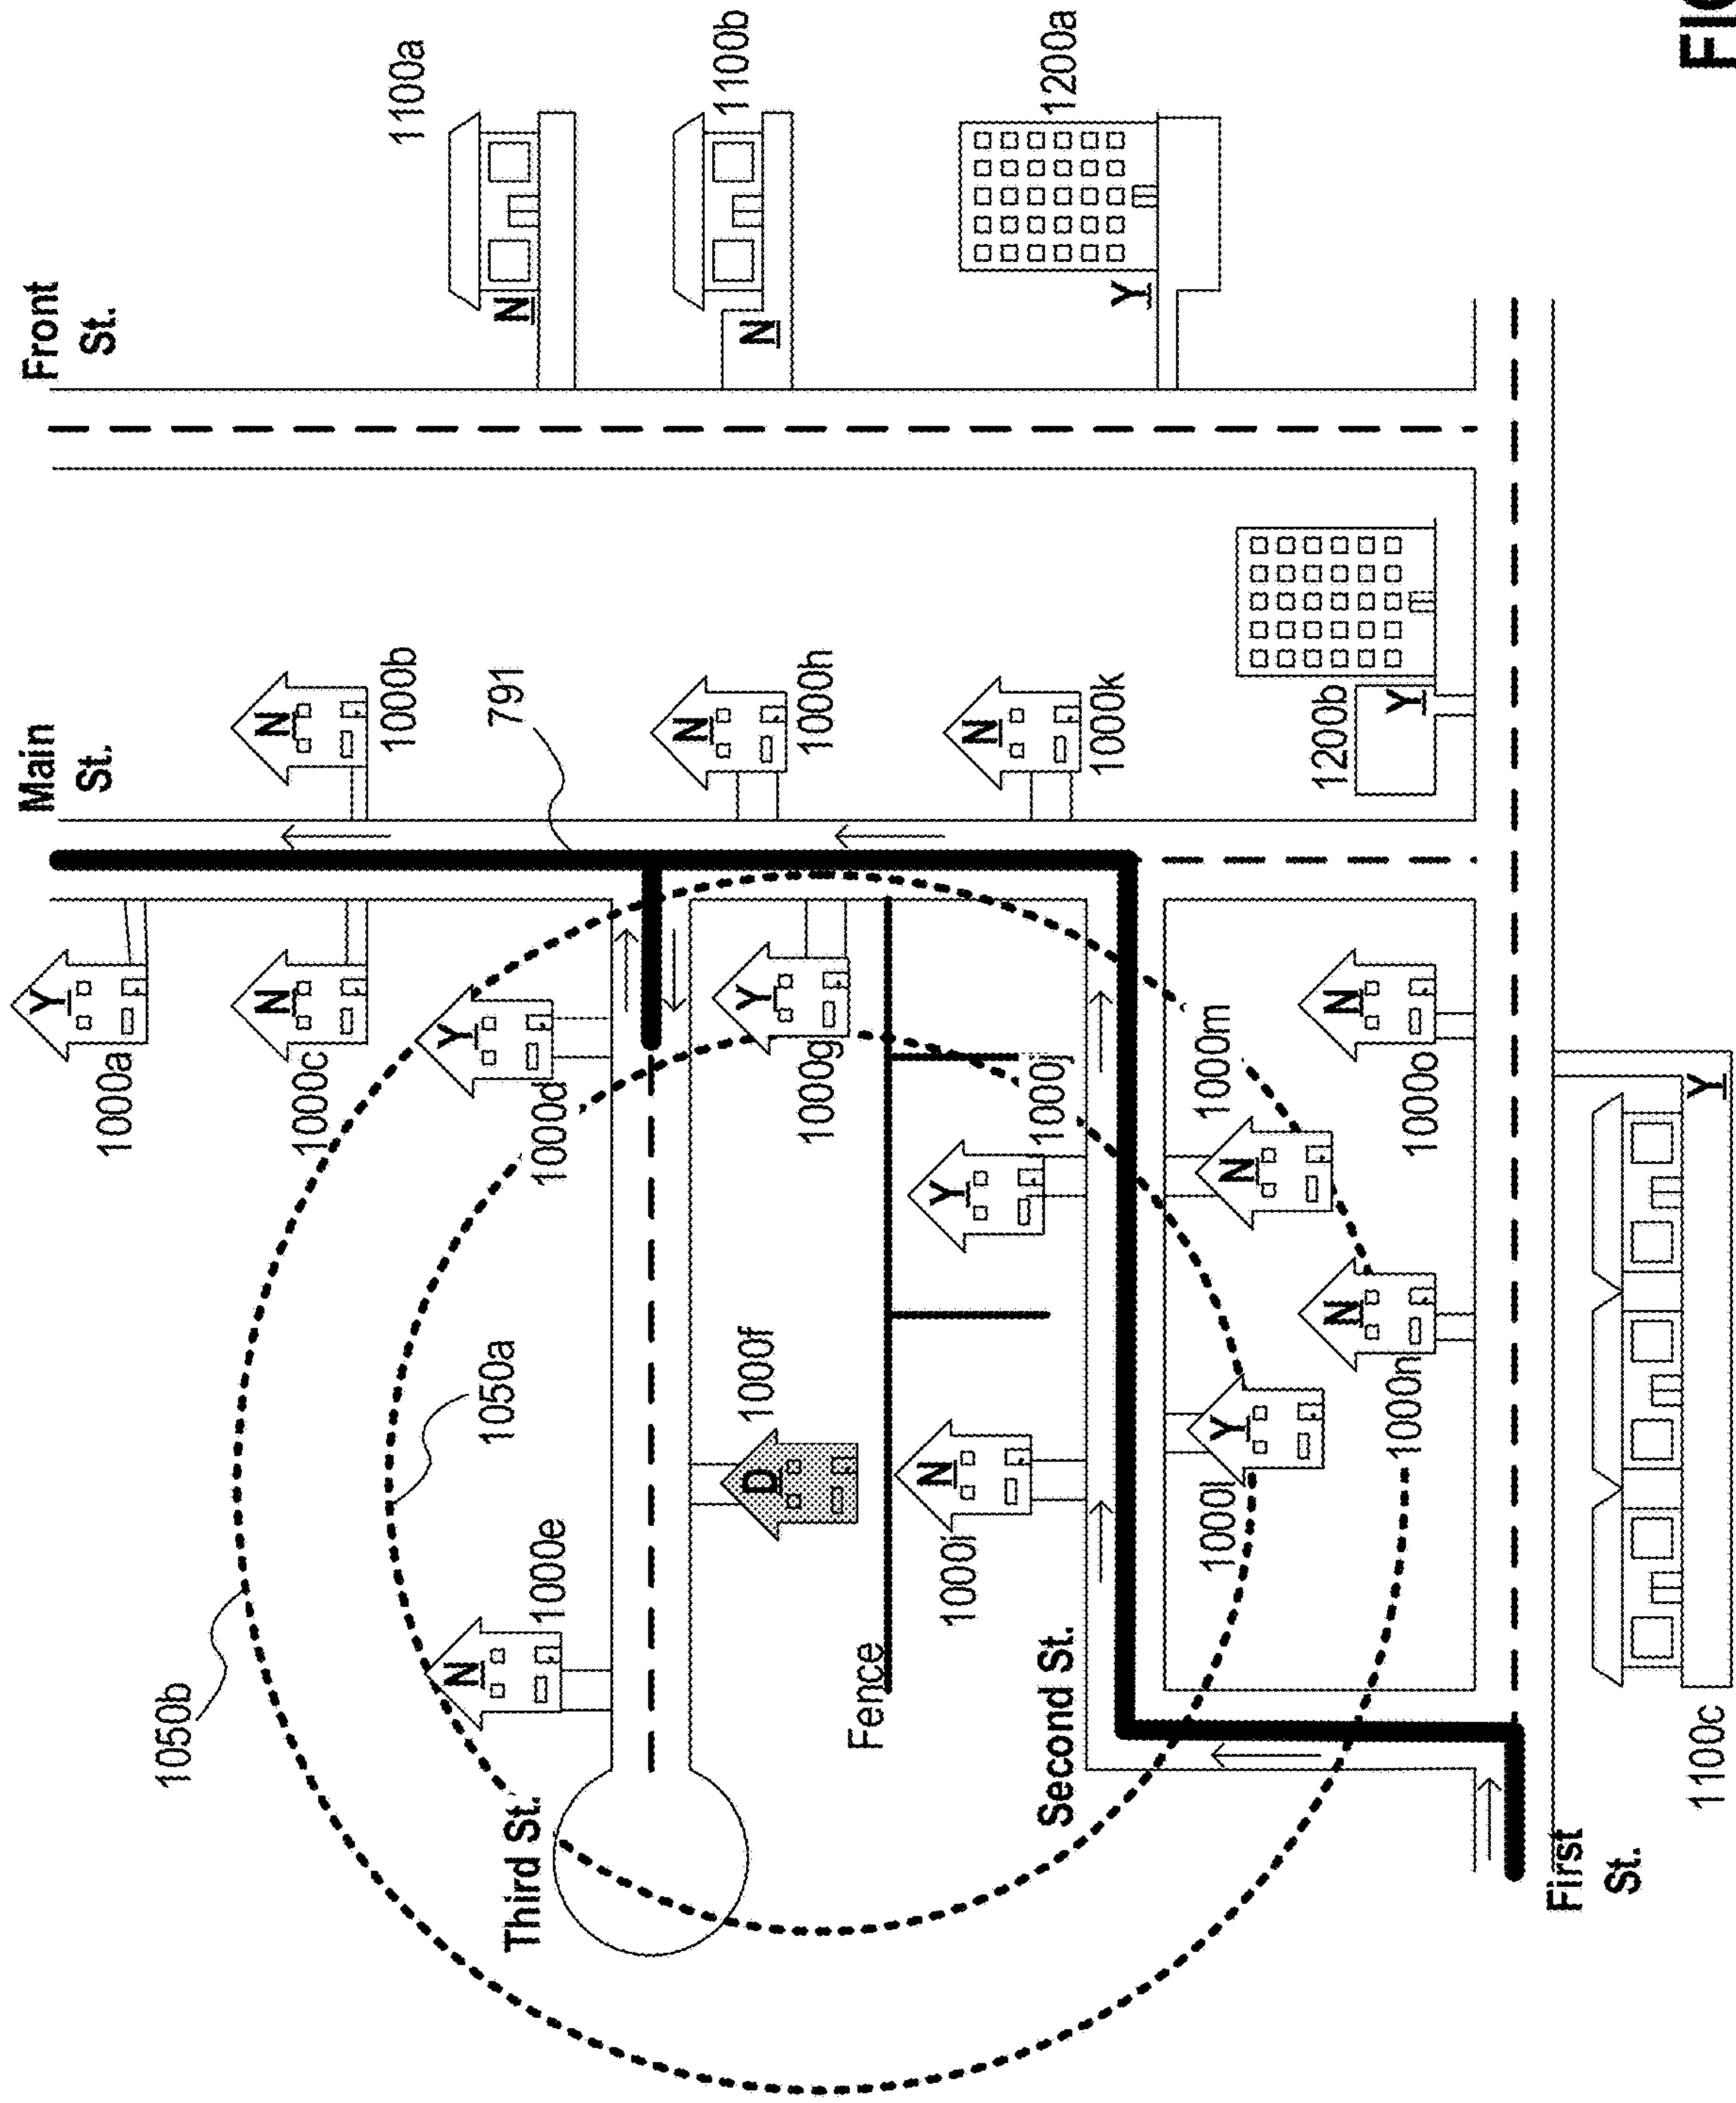 Front
St.
Main
St.
1100a
N
1100b
N
1200a
Y
1000a
Y
N
1000b
1000c
N
791
1000d
Y
N
1000h
1000g
Y
N
1000k
1200b
Y
1050b
1050a
1000e
N
Third St.
1000f
D
Fence
1000i
N
1000j
Y
Second St.
1000l
Y
1000m
N
1000n
N
1000o
N
First
St.
1100c
Y